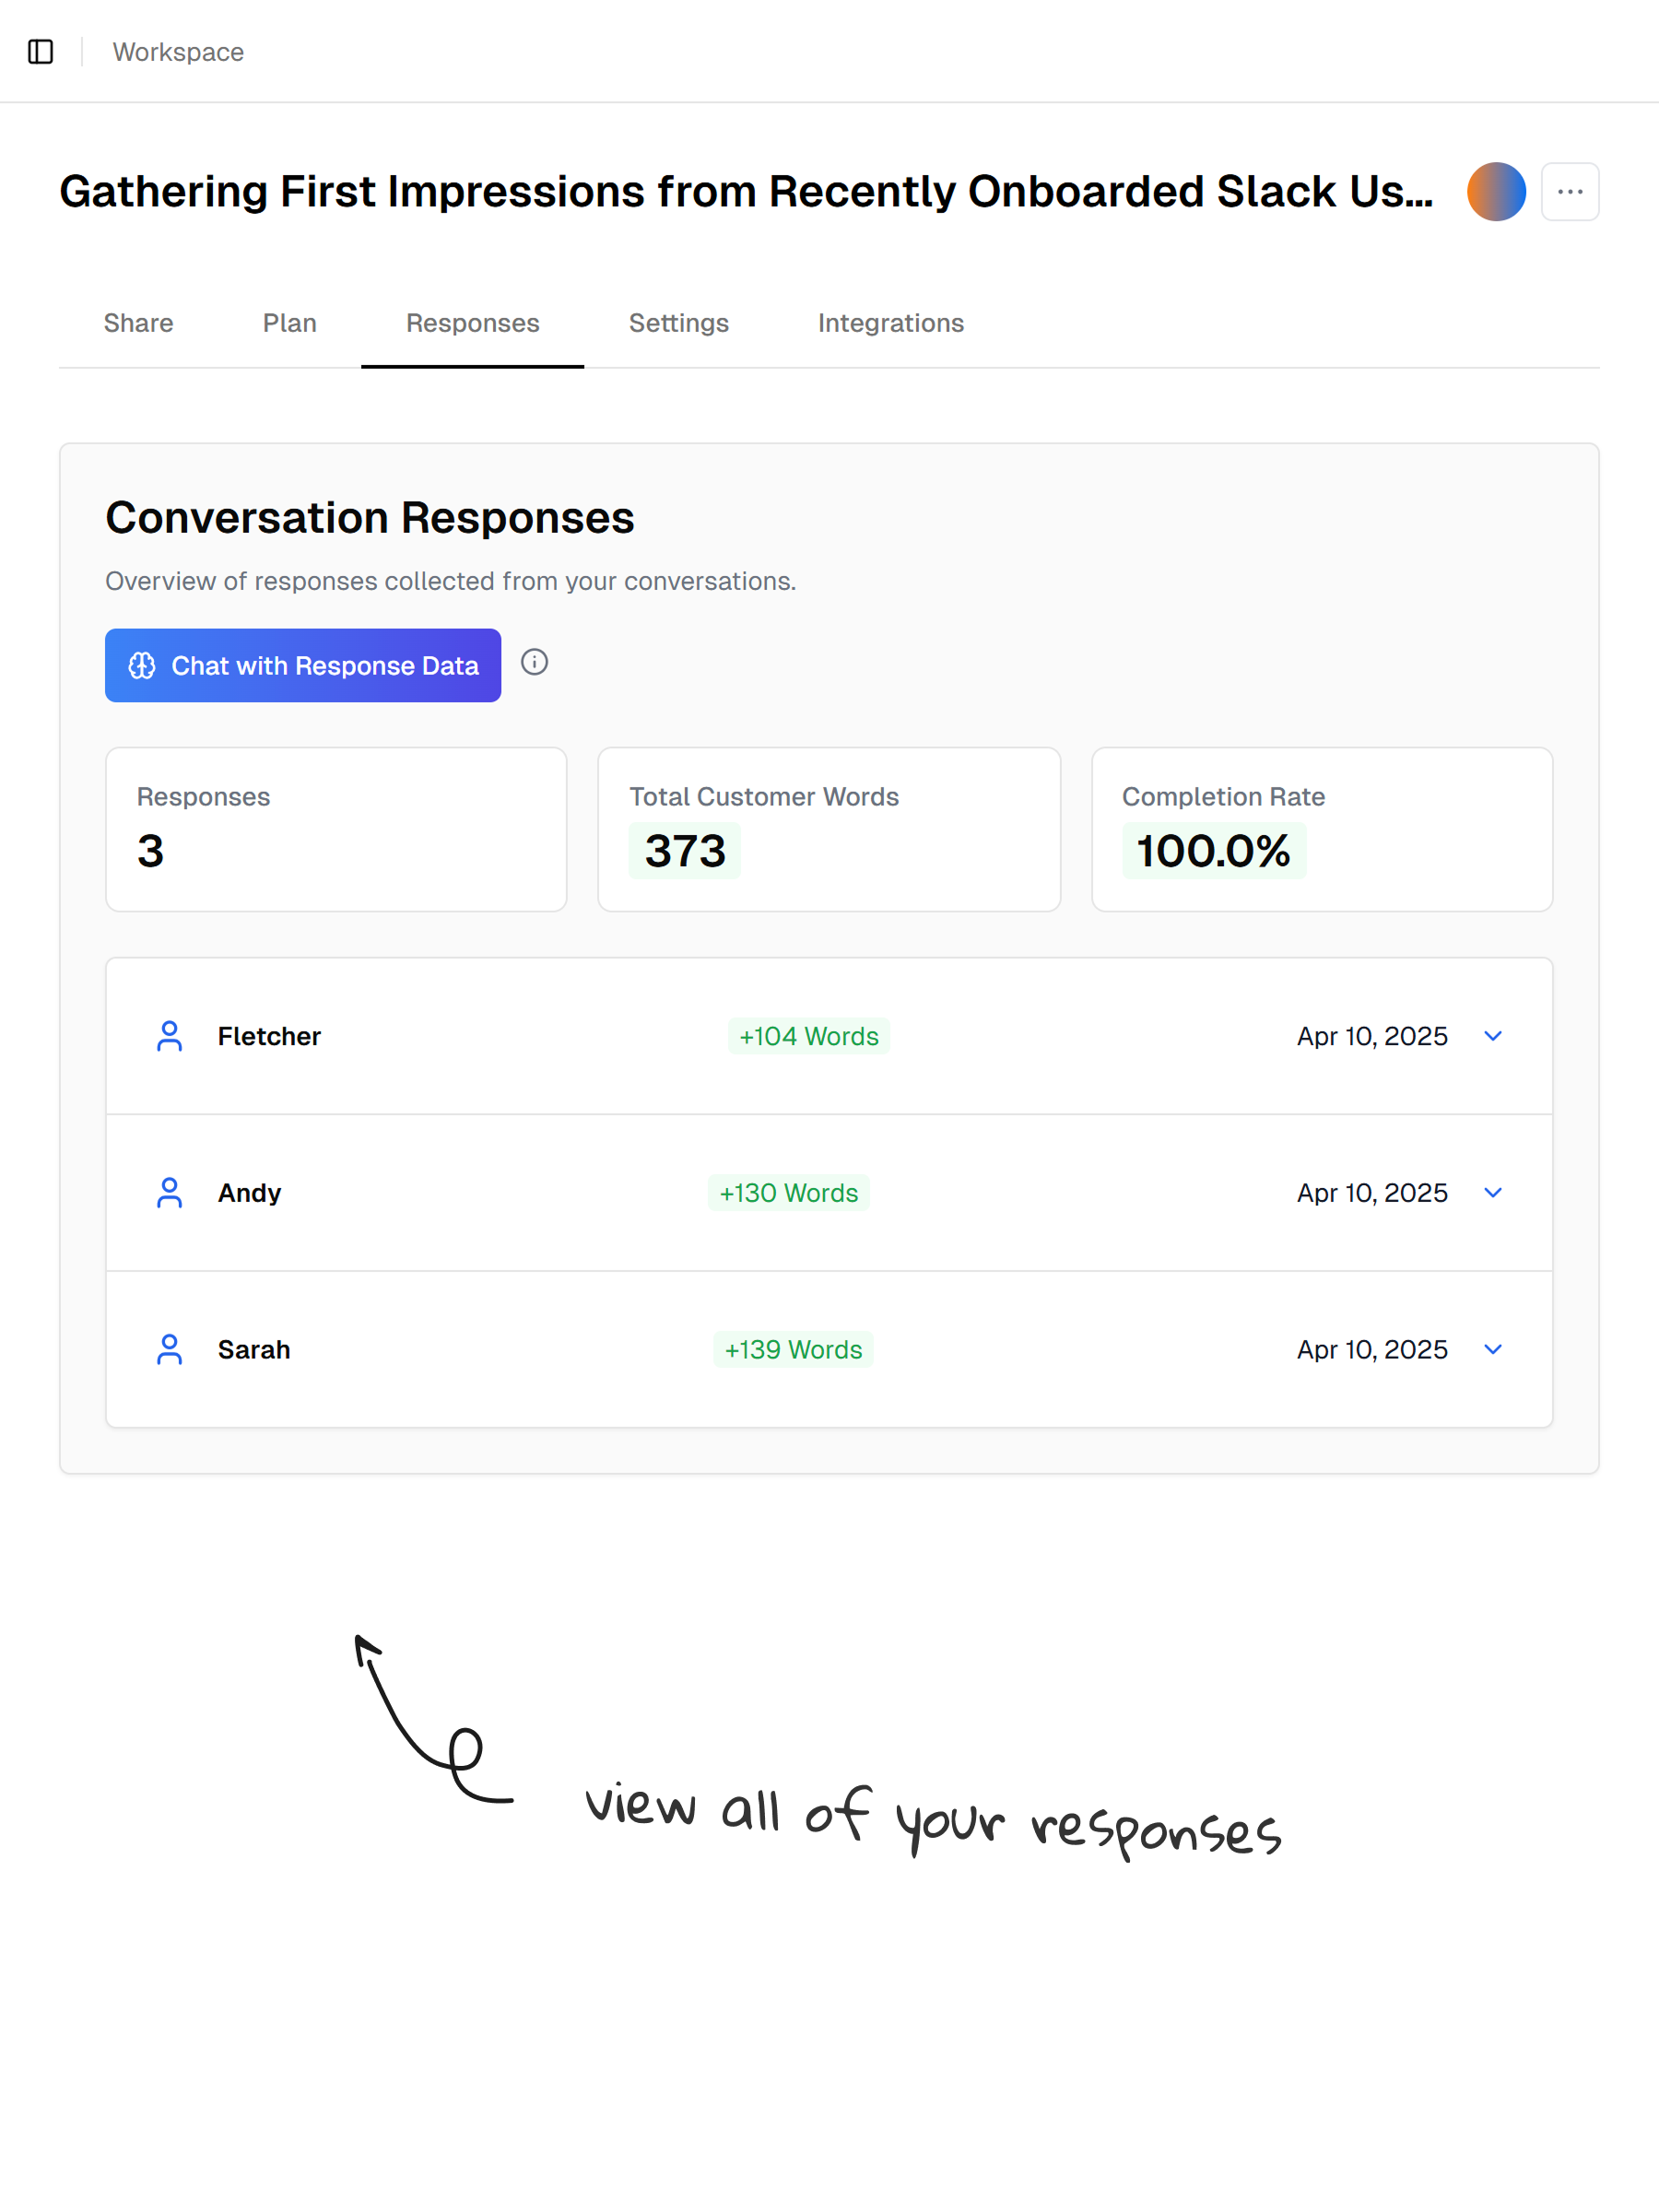 Workspace
Gathering First Impressions from Recently Onboarded Slack Us...
Share Plan Responses Settings Integrations
Conversation Responses
Overview of responses collected from your conversations.
Chat with Response Data
Responses Total Customer Words Completion Rate
3 373 100.0%
Fletcher +104 Words Apr 10, 2025
Andy +130 Words Apr 10, 2025
Sarah +139 Words Apr 10, 2025
view all of your responses